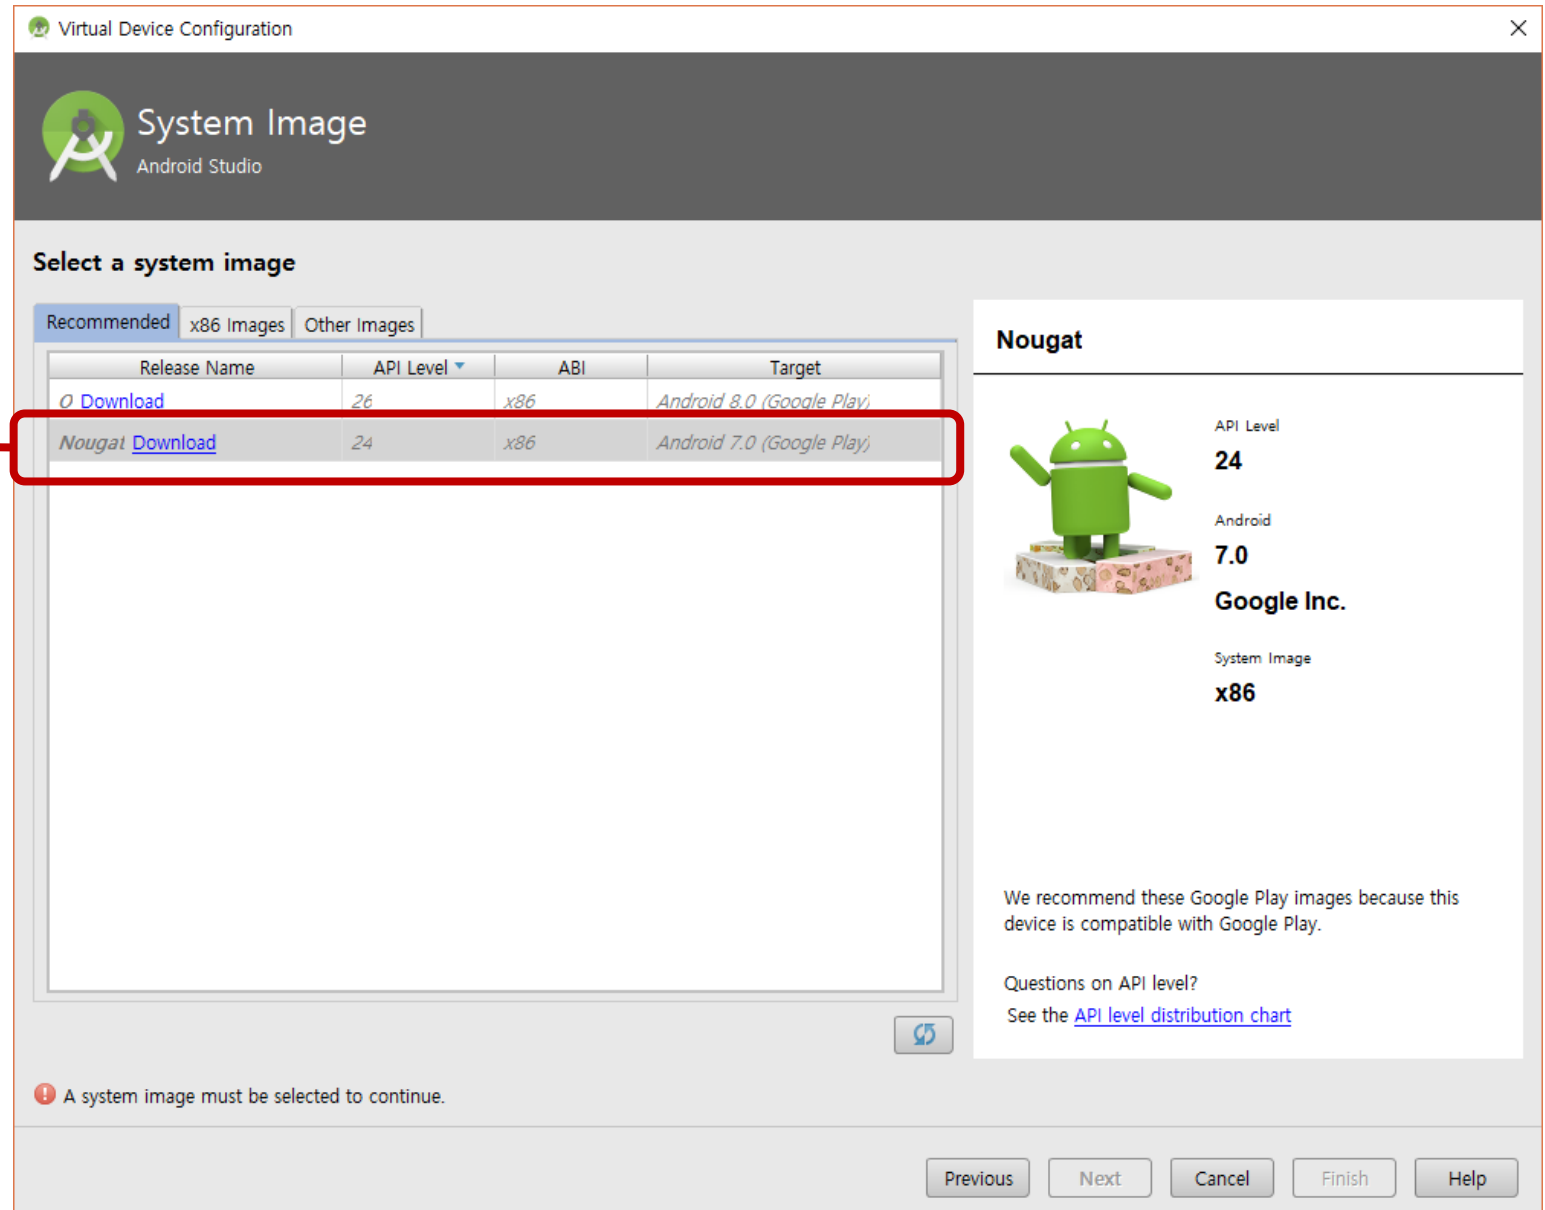 Virtual Device Configuration
System Image
Android Studio
Select a system image
Recommended x86 Images Other Images
Release Name API Level ABI Target
O Download 26 x86 Android 8.0 (Google Play)
Nougat Download 24 x86 Android 7.0 (Google Play)
Nougat
API Level
24
Android
7.0
Google Inc.
System Image
x86
We recommend these Google Play images because this
device is compatible with Google Play.
Questions on API level?
See the API level distribution chart
A system image must be selected to continue.
Previous Next Cancel Finish Help